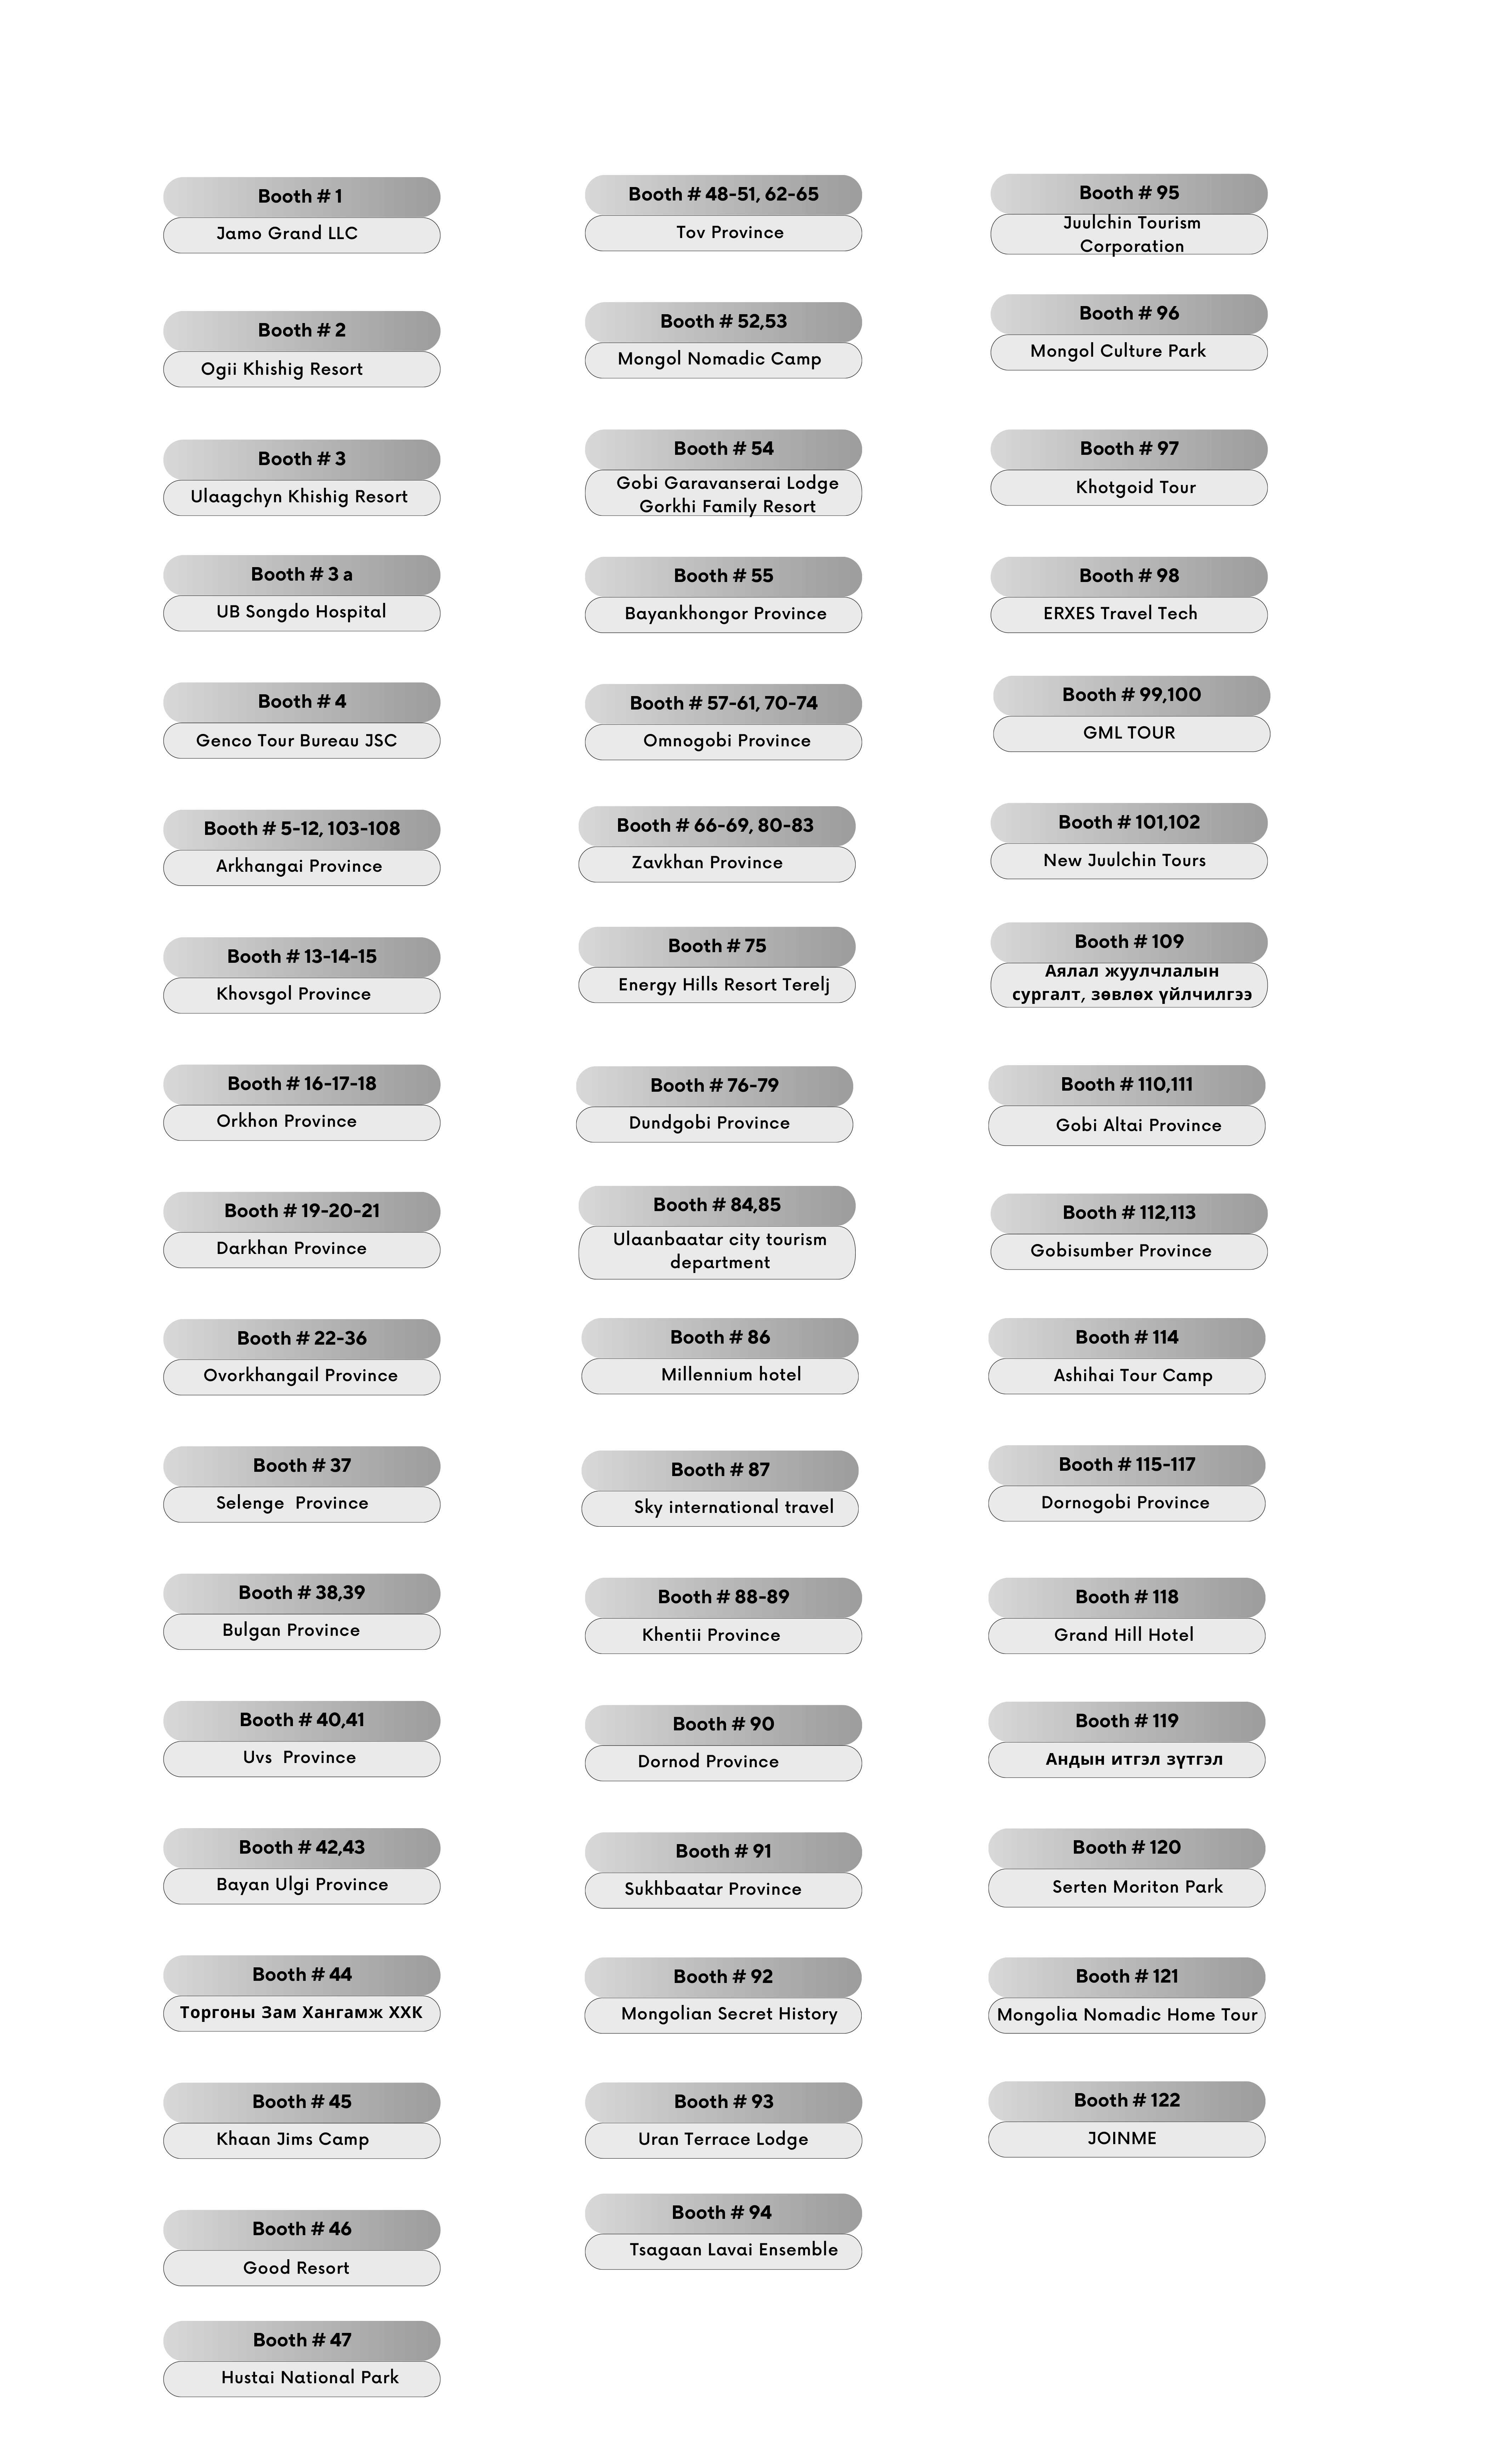 Booth # 1
Jamo Grand LLC
Booth # 2
Ogii Khishig Resort
Booth # 3
Ulaagchyn Khishig Resort
Booth # 3 a
UB Songdo Hospital
Booth # 4
Genco Tour Bureau JSC
Booth # 5-12, 103-108
Arkhangai Province
Booth # 13-14-15
Khovsgol Province
Booth # 16-17-18
Orkhon Province
Booth # 19-20-21
Darkhan Province
Booth # 22-36
Ovorkhangail Province
Booth # 37
Selenge Province
Booth # 38,39
Bulgan Province
Booth # 40,41
Uvs Province
Booth # 42,43
Bayan Ulgi Province
Booth # 44
Торгоны Зам Хангамж ХХК
Booth # 45
Khaan Jims Camp
Booth # 46
Good Resort
Booth # 47
Hustai National Park
Booth # 48-51, 62-65
Tov Province
Booth # 52,53
Mongol Nomadic Camp
Booth # 54
Gobi Garavanserai Lodge
Gorkhi Family Resort
Booth # 55
Bayankhongor Province
Booth # 57-61, 70-74
Omnogobi Province
Booth # 66-69, 80-83
Zavkhan Province
Booth # 75
Energy Hills Resort Terelj
Booth # 76-79
Dundgobi Province
Booth # 84,85
Ulaanbaatar city tourism
department
Booth # 86
Millennium hotel
Booth # 87
Sky international travel
Booth # 88-89
Khentii Province
Booth # 90
Dornod Province
Booth # 91
Sukhbaatar Province
Booth # 92
Mongolian Secret History
Booth # 93
Uran Terrace Lodge
Booth # 94
Tsagaan Lavai Ensemble
Booth # 95
Juulchin Tourism
Corporation
Booth # 96
Mongol Culture Park
Booth # 97
Khotgoid Tour
Booth # 98
ERXES Travel Tech
Booth # 99,100
GML TOUR
Booth # 101,102
New Juulchin Tours
Booth # 109
Аялал жуулчлалын
сургалт, зөвлөх үйлчилгээ
Booth # 110,111
Gobi Altai Province
Booth # 112,113
Gobisumber Province
Booth # 114
Ashihai Tour Camp
Booth # 115-117
Dornogobi Province
Booth # 118
Grand Hill Hotel
Booth # 119
Андын итгэл зүтгэл
Booth # 120
Serten Moriton Park
Booth # 121
Mongolia Nomadic Home Tour
Booth # 122
JOINME